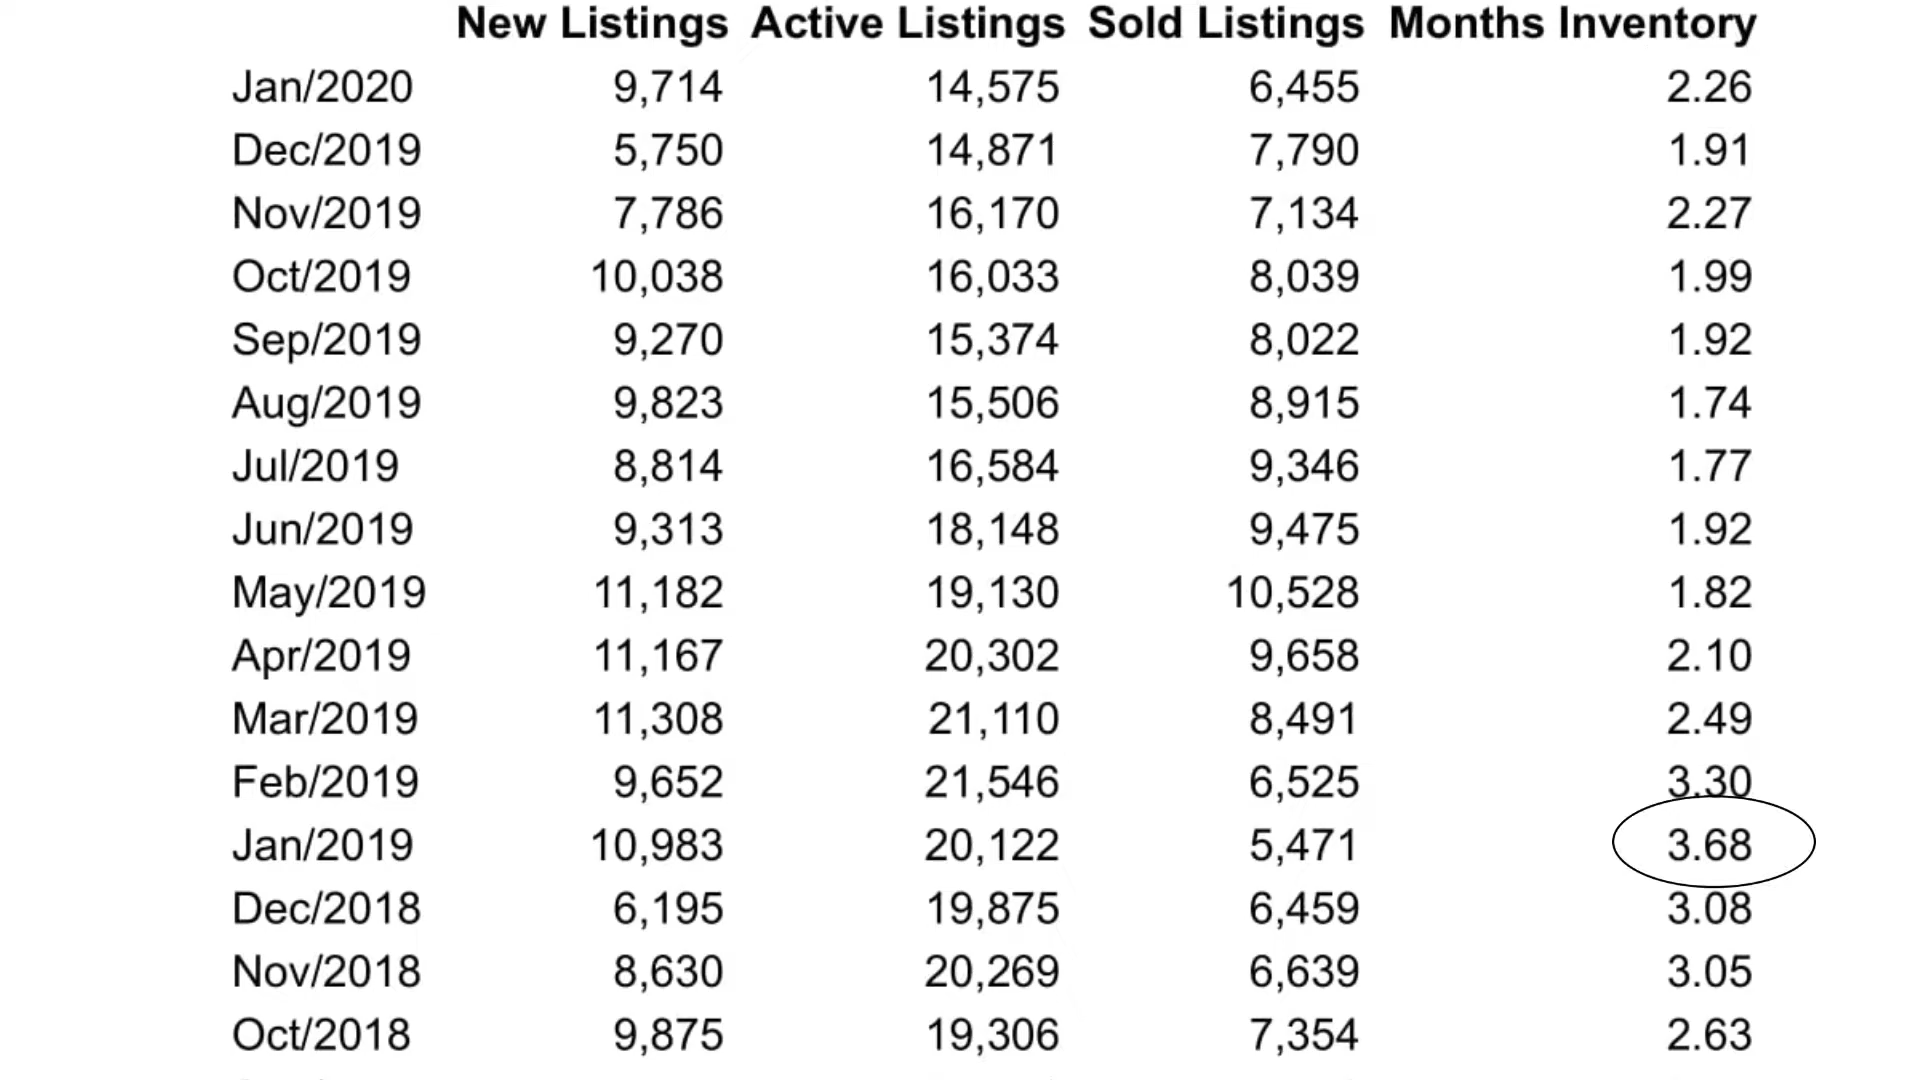 New Listings Active Listings Sold Listings Months Inventory
Jan/2020 9,714 14,575 6,455 2.26
Dec/2019 5,750 14,871 7,790 1.91
Nov/2019 7,786 16,170 7,134 2.27
Oct/2019 10,038 16,033 8,039 1.99
Sep/2019 9,270 15,374 8,022 1.92
Aug/2019 9,823 15,506 8,915 1.74
Jul/2019 8,814 16,584 9,346 1.77
Jun/2019 9,313 18,148 9,475 1.92
May/2019 11,182 19,130 10,528 1.82
Apr/2019 11,167 20,302 9,658 2.10
Mar/2019 11,308 21,110 8,491 2.49
Feb/2019 9,652 21,546 6,525 3.30
Jan/2019 10,983 20,122 5,471 3.68
Dec/2018 6,195 19,875 6,459 3.08
Nov/2018 8,630 20,269 6,639 3.05
Oct/2018 9,875 19,306 7,354 2.63